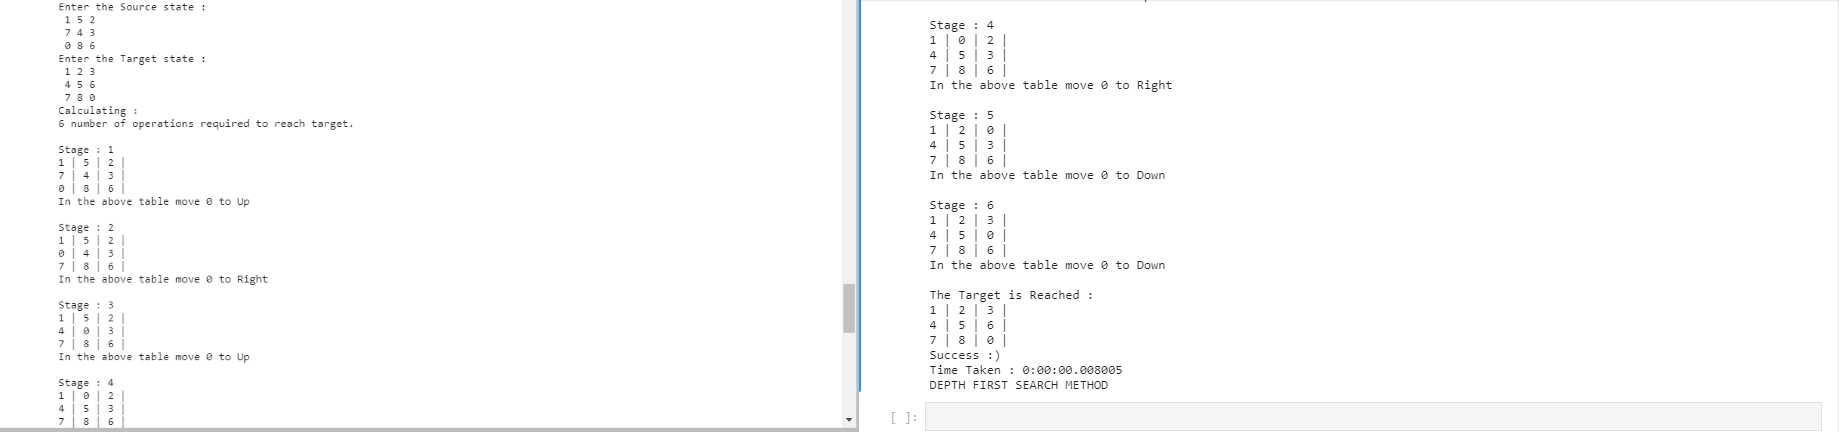 Enter the Source state :
1 5 2
7 4 3
0 8 6
Enter the Target state :
1 2 3
4 5 6
7 8 0
Calculating :
6 number of operations required to reach target.
Stage : 1
1 | 5 | 2 |
7 | 4 | 3 |
0 | 8 | 6 |
In the above table move 0 to Up
Stage : 2
1 | 5 | 2 |
0 | 4 | 3 |
7 | 8 | 6 |
In the above table move 0 to Right
Stage : 3
1 | 5 | 2 |
4 | 0 | 3 |
7 | 8 | 6 |
In the above table move 0 to Up
Stage : 4
1 | 0 | 2 |
4 | 5 | 3 |
7 | 8 | 6 |
Stage : 4
1 | 0 | 2 |
4 | 5 | 3 |
7 | 8 | 6 |
In the above table move 0 to Right
Stage : 5
1 | 2 | 0 |
4 | 5 | 3 |
7 | 8 | 6 |
In the above table move 0 to Down
Stage : 6
1 | 2 | 3 |
4 | 5 | 0 |
7 | 8 | 6 |
In the above table move 0 to Down
The Target is Reached :
1 | 2 | 3 |
4 | 5 | 6 |
7 | 8 | 0 |
Success :)
Time Taken : 0:00:00.008005
DEPTH FIRST SEARCH METHOD
[ ]: